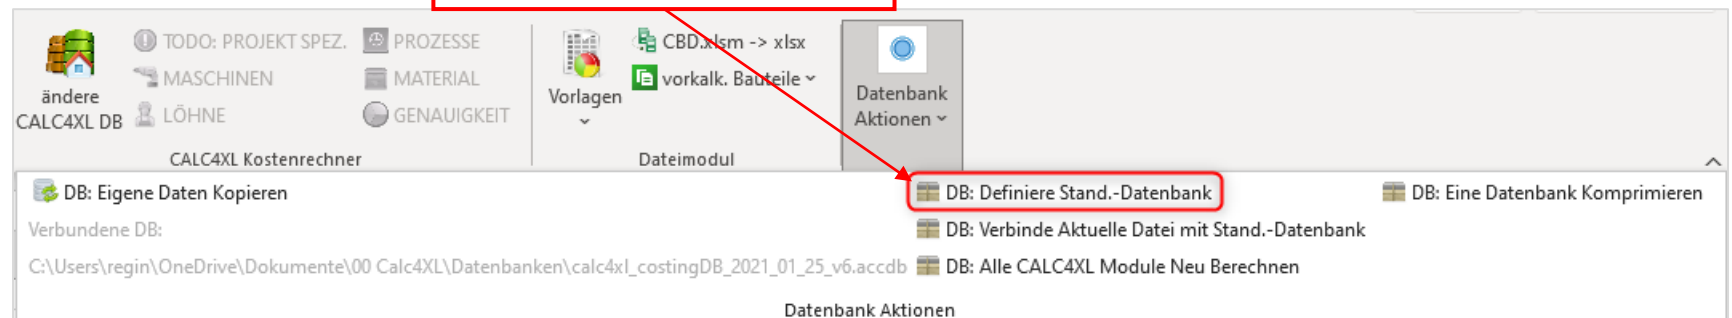 ändere
CALC4XL DB
TODO: PROJEKT SPEZ.
MASCHINEN
LÖHNE
PROZESSE
MATERIAL
GENAUIGKEIT
CALC4XL Kostenrechner
Vorlagen
CBD.xlsm -> xlsx
vorkalk. Bauteile
Dateimodul
Datenbank
Aktionen
DB: Eigene Daten Kopieren
Verbundene DB:
C:\Users\regin\OneDrive\Dokumente\00 Calc4XL\Datenbanken\calc4xl_costingDB_2021_01_25_v6.accdb
DB: Definiere Stand.-Datenbank
DB: Verbinde Aktuelle Datei mit Stand.-Datenbank
DB: Alle CALC4XL Module Neu Berechnen
DB: Eine Datenbank Komprimieren
Datenbank Aktionen